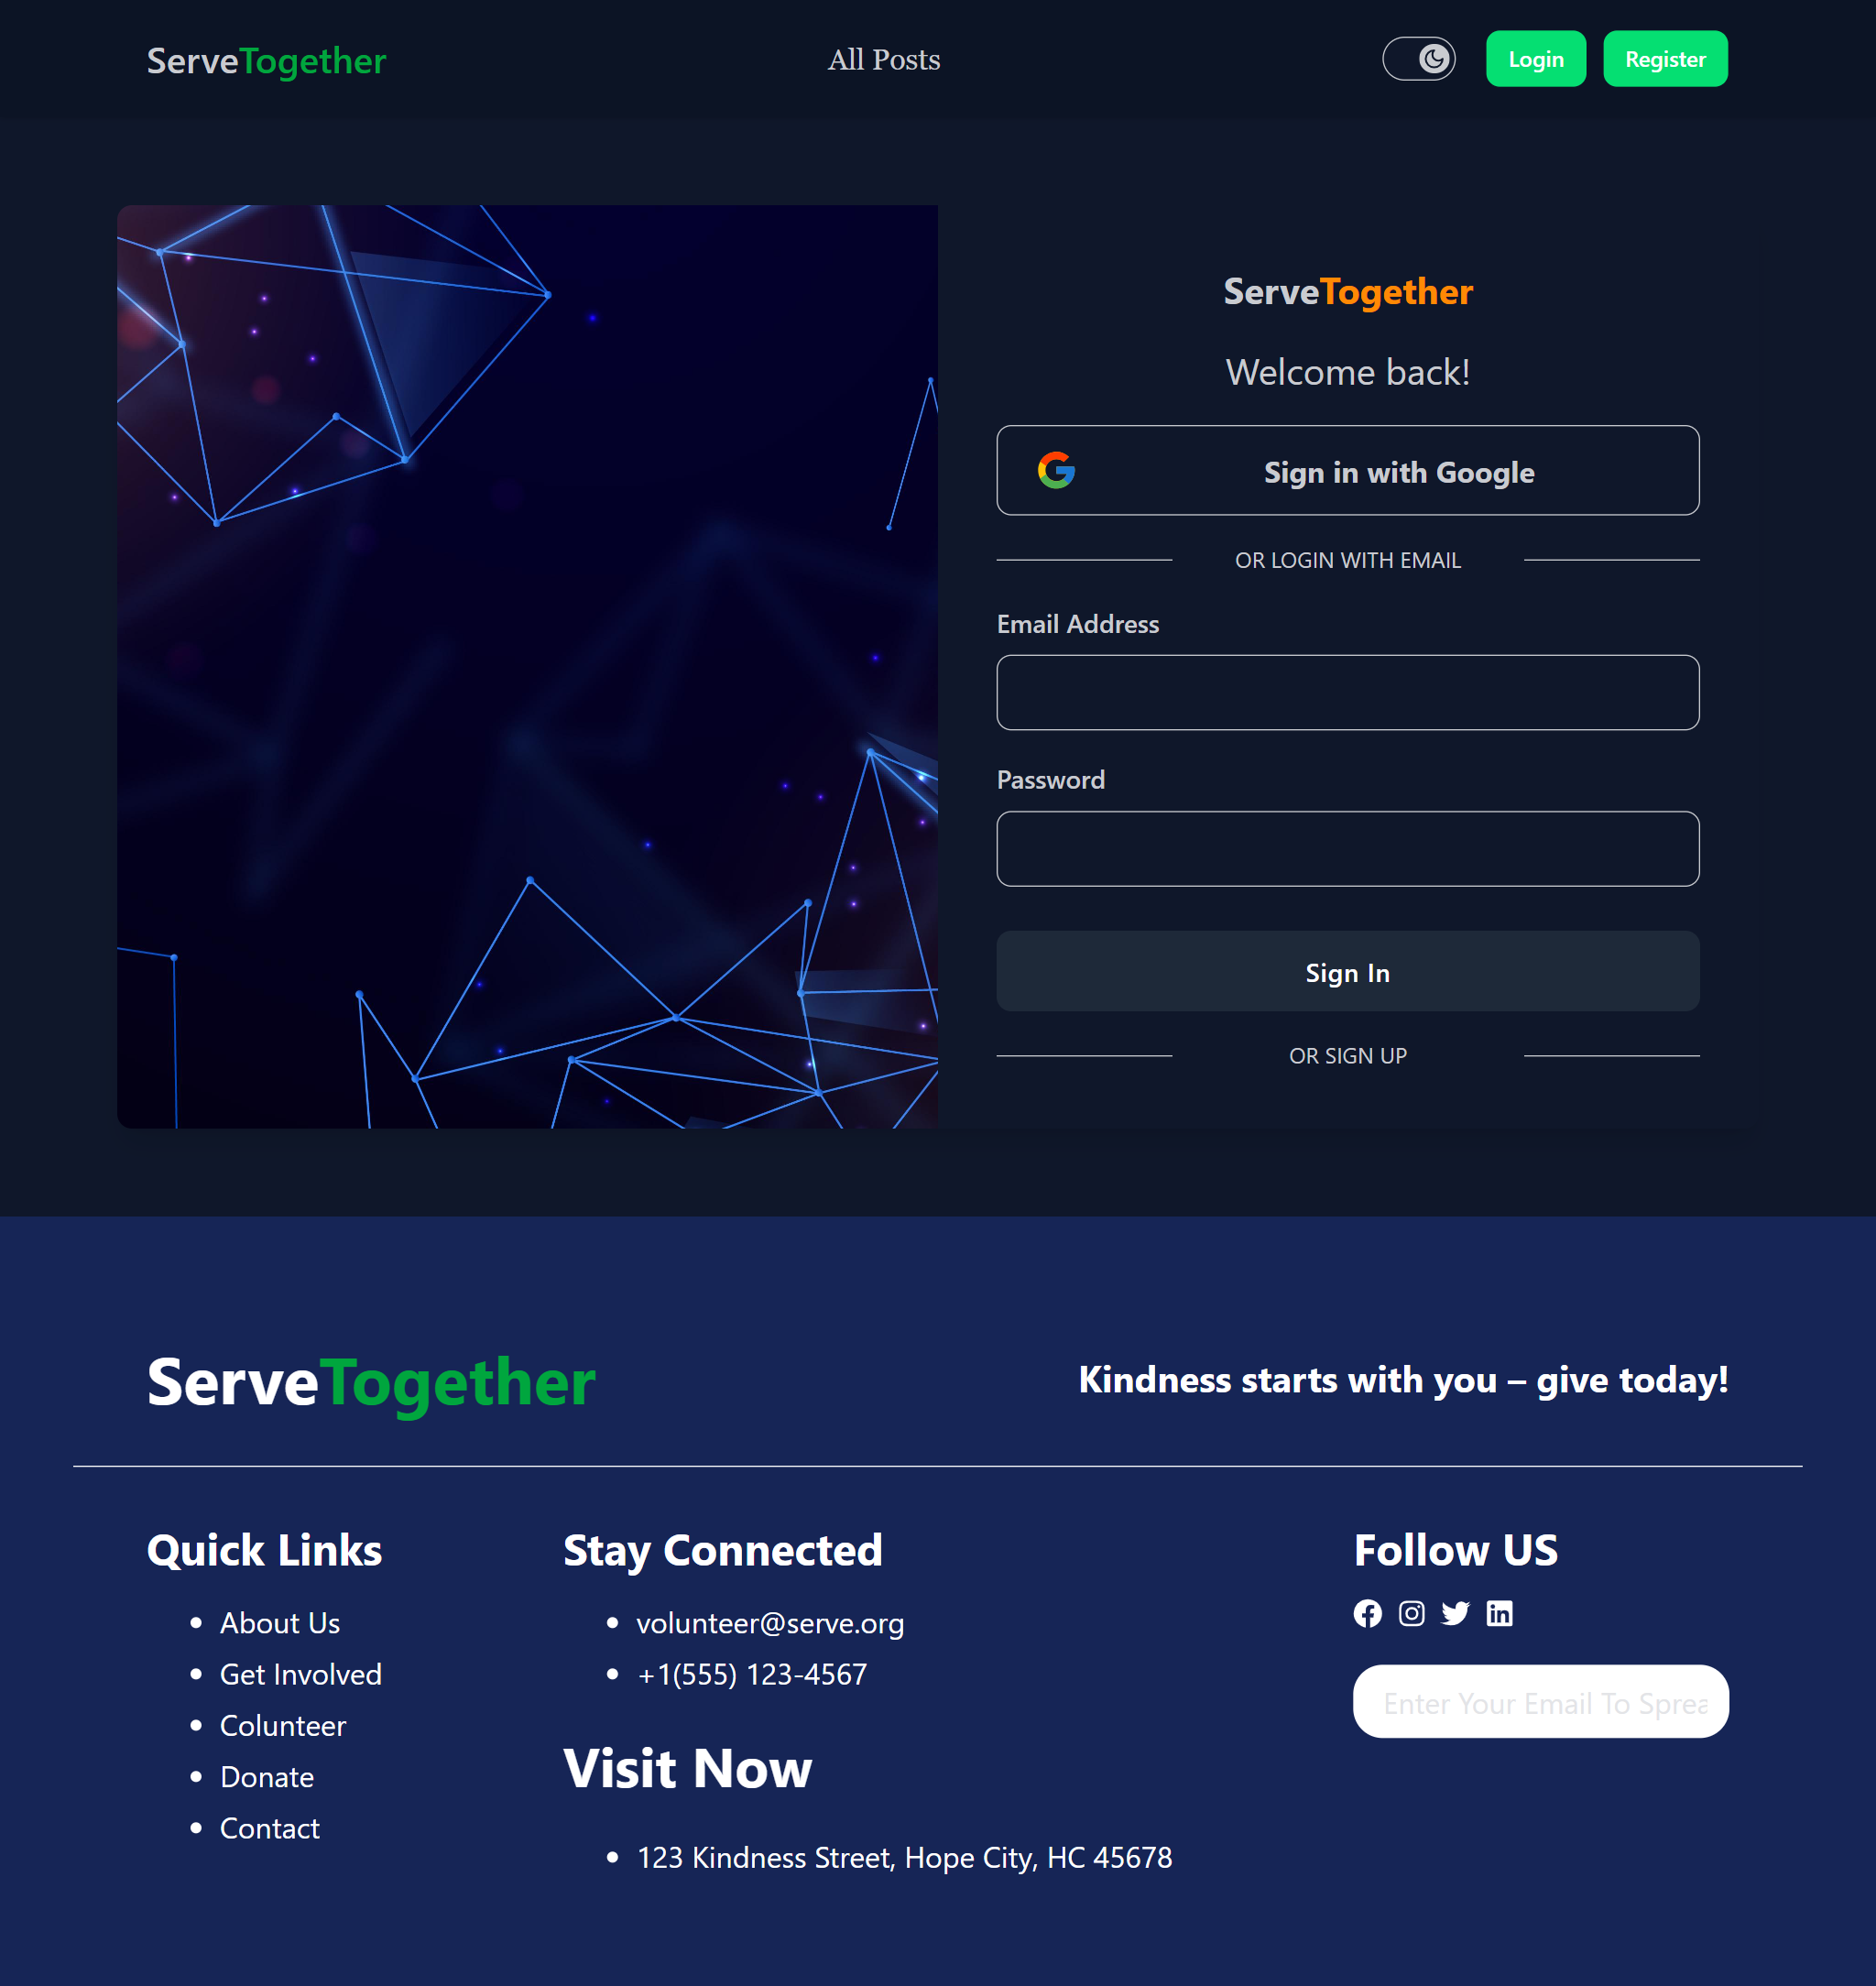 ServeTogether
All Posts
Login
Register
ServeTogether
Welcome back!
Sign in with Google
OR LOGIN WITH EMAIL
Email Address
Password
Sign In
OR SIGN UP
ServeTogether
Kindness starts with you – give today!
Quick Links
About Us
Get Involved
Colunteer
Donate
Contact
Stay Connected
volunteer@serve.org
+1(555) 123-4567
Visit Now
123 Kindness Street, Hope City, HC 45678
Follow US
Enter Your Email To Sprea